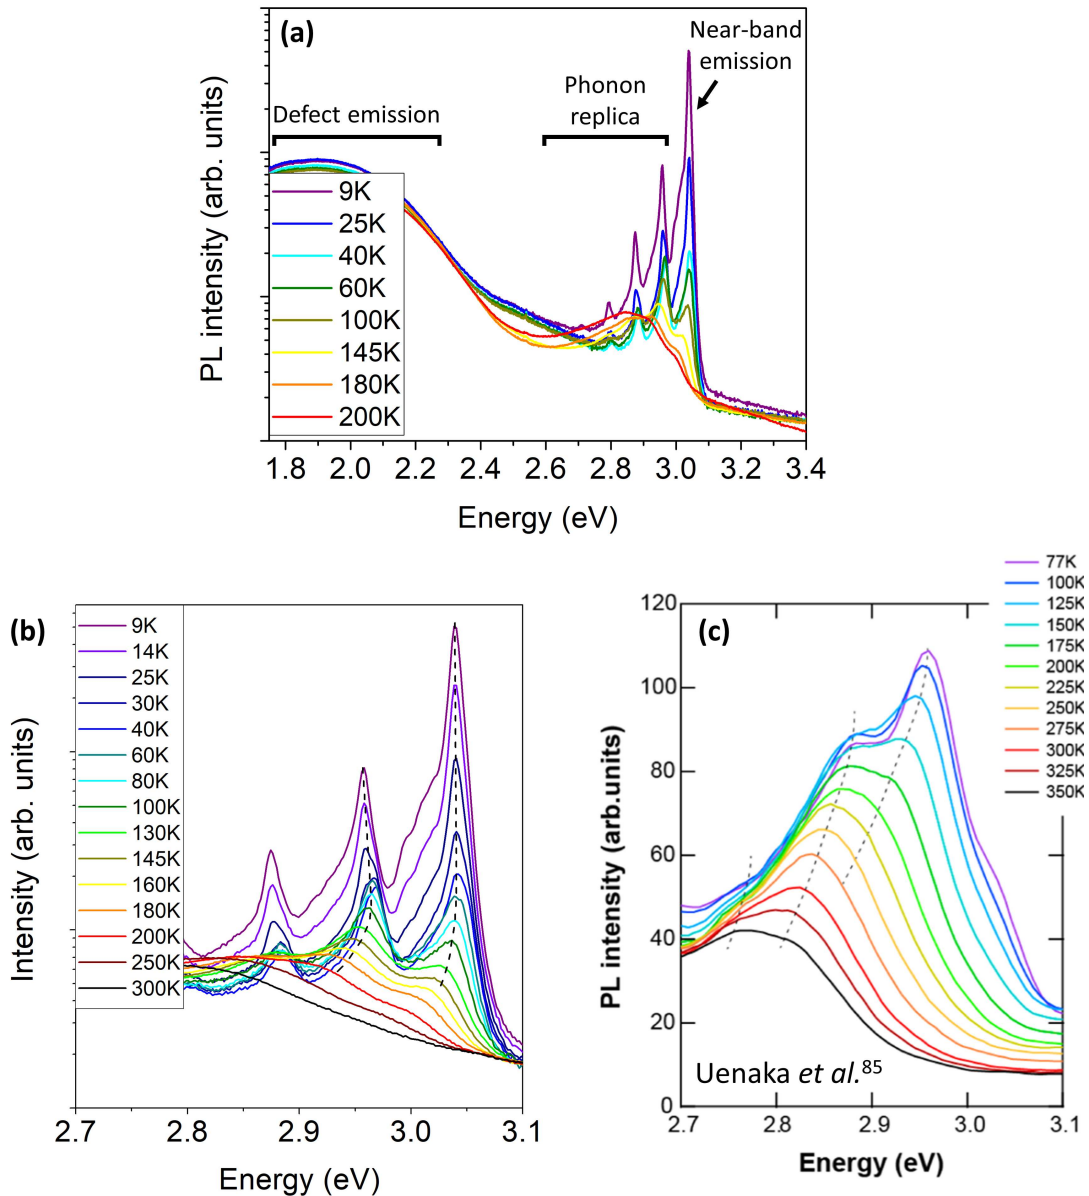 (a)
Near-band
emission
Phonon
replica
Defect emission
PL intensity (arb. units)
9K
25K
40K
60K
100K
145K
180K
200K
1.8 2.0 2.2 2.4 2.6 2.8 3.0 3.2 3.4
Energy (eV)
(b)
Intensity (arb. units)
9K
14K
25K
30K
40K
60K
80K
100K
130K
145K
160K
180K
200K
250K
300K
2.7 2.8 2.9 3.0 3.1
Energy (eV)
(c)
77K
100K
125K
150K
175K
200K
225K
250K
275K
300K
325K
350K
PL intensity (arb.units)
120
100
80
60
40
20
0
Uenaka et al.85
2.7 2.8 2.9 3.0 3.1
Energy (eV)